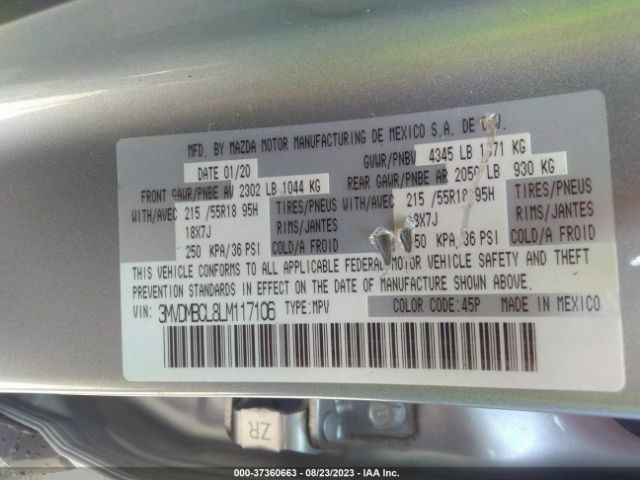 MFD. BY MAZDA MOTOR MANUFACTURING DE MEXICO S.A. DE
DATE 01/20 GVWR/PNBV 4345 LB 1971 KG
FRONT GAWR/PNBE AV 2302 LB 1044 KG REAR GAWR/PNBE AR 2050 LB 930 KG
WITH/AVEC 215 /55R18 95H TIRES/PNEUS WITH/AVEC 215 /55R18 95H TIRES/PNEUS
18X7J RIMS/JANTES 18X7J RIMS/JANTES
250 KPA/36 PSI COLD/A FROID 250 KPA/36 PSI COLD/A FROID
THIS VEHICLE CONFORMS TO ALL APPLICABLE FEDERAL MOTOR VEHICLE SAFETY AND THEFT
PREVENTION STANDARDS IN EFFECT ON THE DATE OF MANUFACTURE SHOWN ABOVE.
VIN: 3MVDMBCL8LM117106 TYPE:MPV COLOR CODE:45P MADE IN MEXICO
ZR
000-37360663 - 08/23/2023 - IAA Inc.